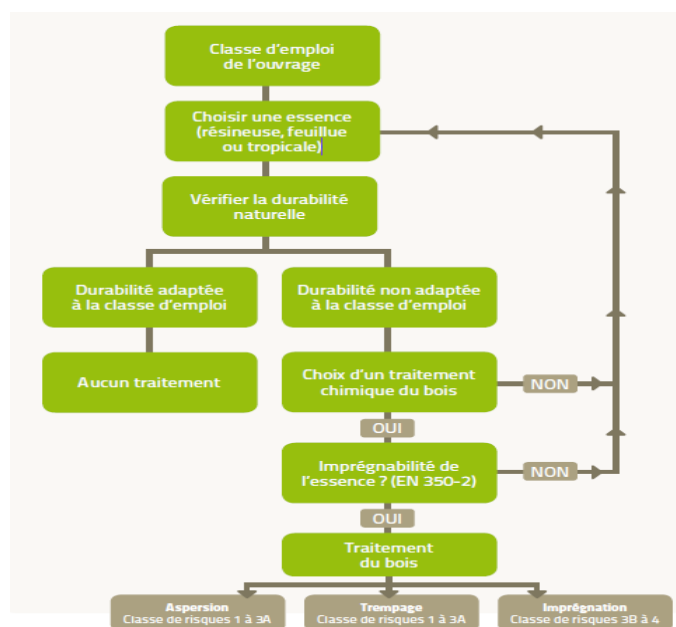 Classe d'emploi
de l'ouvrage
Choisir une essence
(résineuse, feuillue
ou tropicale)
Vérifier la durabilité
naturelle
Durabilité adaptée
à la classe d'emploi
Durabilité non adaptée
à la classe d'emploi
Aucun traitement
Choix d'un traitement
chimique du bois
NON
OUI
Imprégnabilité de
l'essence ? (EN 350-2)
NON
OUI
Traitement
du bois
Aspersion
Classe de risques 1 à 3A
Trempage
Classe de risques 1 à 3A
Imprégnation
Classe de risques 3B à 4